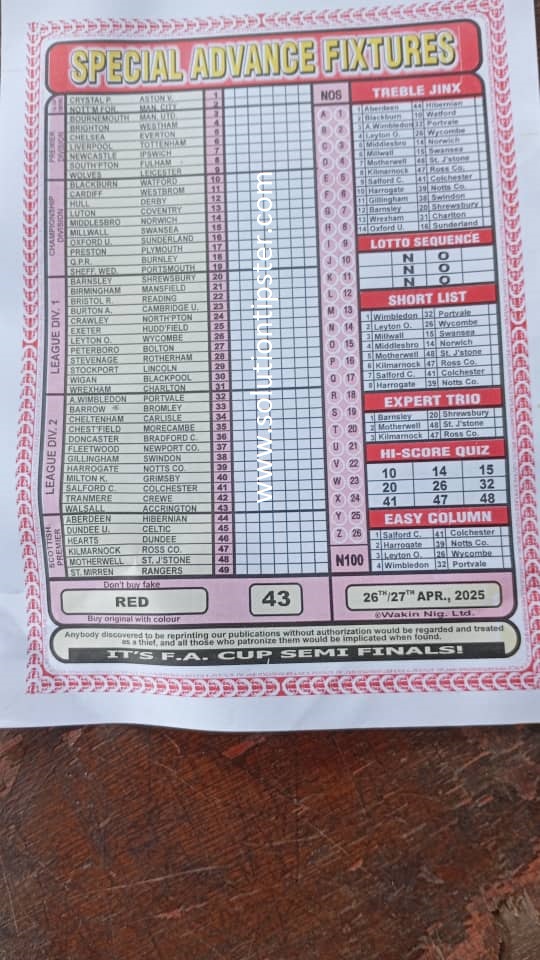 SPECIAL ADVANCE FIXTURES
CRYSTAL P. ASTON V. 1
NOTT'M FOR. MAN. CITY 2
BOURNEMOUTH MAN. UTD. 3
BRIGHTON WESTHAM 4
CHELSEA EVERTON 5
LIVERPOOL TOTTENHAM 6
NEWCASTLE IPSWICH 7
SOUTH'PTON FULHAM 8
WOLVES LEICESTER 9
BLACKBURN WATFORD 10
CARDIFF WESTBROM 11
HULL DERBY 12
LUTON COVENTRY 13
MIDDLESBRO NORWICH 14
MILLWALL SWANSEA 15
OXFORD U. SUNDERLAND 16
PRESTON PLYMOUTH 17
Q.P.R. BURNLEY 18
SHEFF. WED. PORTSMOUTH 19
BARNSLEY SHREWSBURY 20
BIRMINGHAM MANSFIELD 21
BRISTOL R. READING 22
BURTON A. CAMBRIDGE U. 23
CRAWLEY NORTH'PTON 24
EXETER HUDD'FIELD 25
LEYTON O. WYCOMBE 26
PETERBORO BOLTON 27
STEVENAGE ROTHERHAM 28
STOCKPORT LINCOLN 29
WIGAN BLACKPOOL 30
WREXHAM CHARLTON 31
A.WIMBLEDON PORTVALE 32
BARROW BROMLEY 33
CHELTENHAM CARLISLE 34
CHEST'FIELD MORECAMBE 35
DONCASTER BRADFORD C. 36
FLEETWOOD NEWPORT CO. 37
GILLINGHAM SWINDON 38
HARROGATE NOTTS CO. 39
MILTON K. GRIMSBY 40
SALFORD C. COLCHESTER 41
TRANMERE CREWE 42
WALSALL ACCRINGTON 43
ABERDEEN HIBERNIAN 44
DUNDEE U. CELTIC 45
HEARTS DUNDEE 46
KILMARNOCK ROSS CO. 47
MOTHERWELL ST. J'STONE 48
ST. MIRREN RANGERS 49
PREMIER DIVISION
CHAMPIONSHIP DIVISION
LEAGUE DIV. 1
LEAGUE DIV. 2
SCOTTISH PREMIER
www.solutiontipster.com
NOS
1
2
3
D 4
E 5
F 6
G 7
H 8
I 9
J 10
K 11
L 12
M 13
N 14
O 15
P 16
Q 17
R 18
S 19
T 20
U 21
V 22
W 23
X 24
Y 25
Z 26
N100
TREBLE JINX
1 Aberdeen 44 Hibernian
2 Blackburn 10 Watford
3 A.Wimbledon 32 Portvale
4 Leyton O. 26 Wycombe
5 Middlesbro 14 Norwich
6 Millwall 15 Swansea
7 Motherwell 48 St. J'stone
8 Kilmarnock 47 Ross Co.
9 Salford C. 41 Colchester
10 Harrogate 39 Notts Co.
11 Gillingham 38 Swindon
12 Barnsley 20 Shrewsbury
13 Wrexham 31 Charlton
14 Oxford U. 16 Sunderland
LOTTO SEQUENCE
N O
N O
N O
SHORT LIST
1 Wimbledon 32 Portvale
2 Leyton O. 26 Wycombe
3 Millwall 15 Swansea
4 Middlesbro 14 Norwich
5 Motherwell 48 St. J'stone
6 Kilmarnock 47 Ross Co.
7 Salford C. 41 Colchester
8 Harrogate 39 Notts Co.
EXPERT TRIO
1 Barnsley 20 Shrewsbury
2 Motherwell 48 St. J'stone
3 Kilmarnock 47 Ross Co.
HI-SCORE QUIZ
10 14 15
20 26 32
41 47 48
EASY COLUMN
1 Salford C. 41 Colchester
2 Harrogate 39 Notts Co.
3 Leyton O. 26 Wycombe
4 Wimbledon 32 Portvale
Don't buy fake
RED
Buy original with colour
43
26TH/27TH APR., 2025
©Wakin Nig. Ltd.
Anybody discovered to be reprinting our publications without authorization would be regarded and treated
as a thief, and all those who patronize them would be implicated when found.
IT'S F.A. CUP SEMI FINALS!